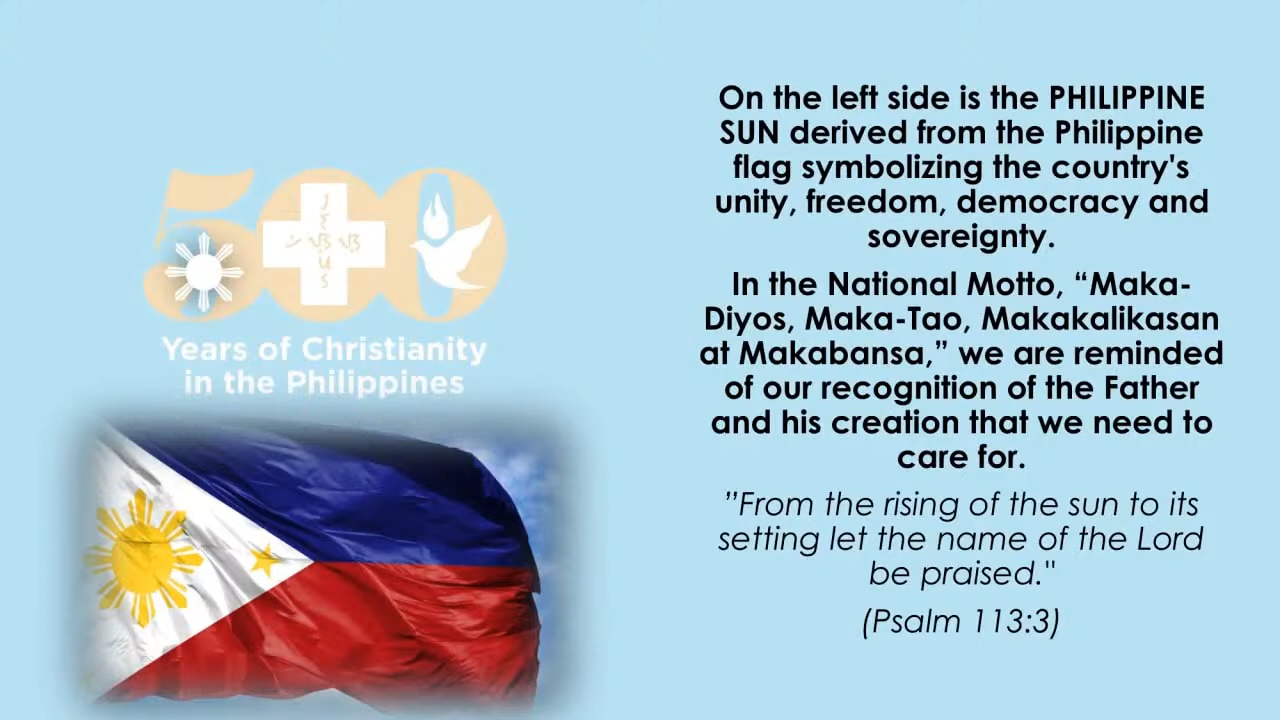 500
JESUS
Years of Christianity
in the Philippines
On the left side is the PHILIPPINE
SUN derived from the Philippine
flag symbolizing the country's
unity, freedom, democracy and
sovereignty.
In the National Motto, “Maka-
Diyos, Maka-Tao, Makakalikasan
at Makabansa,” we are reminded
of our recognition of the Father
and his creation that we need to
care for.
”From the rising of the sun to its
setting let the name of the Lord
be praised."
(Psalm 113:3)